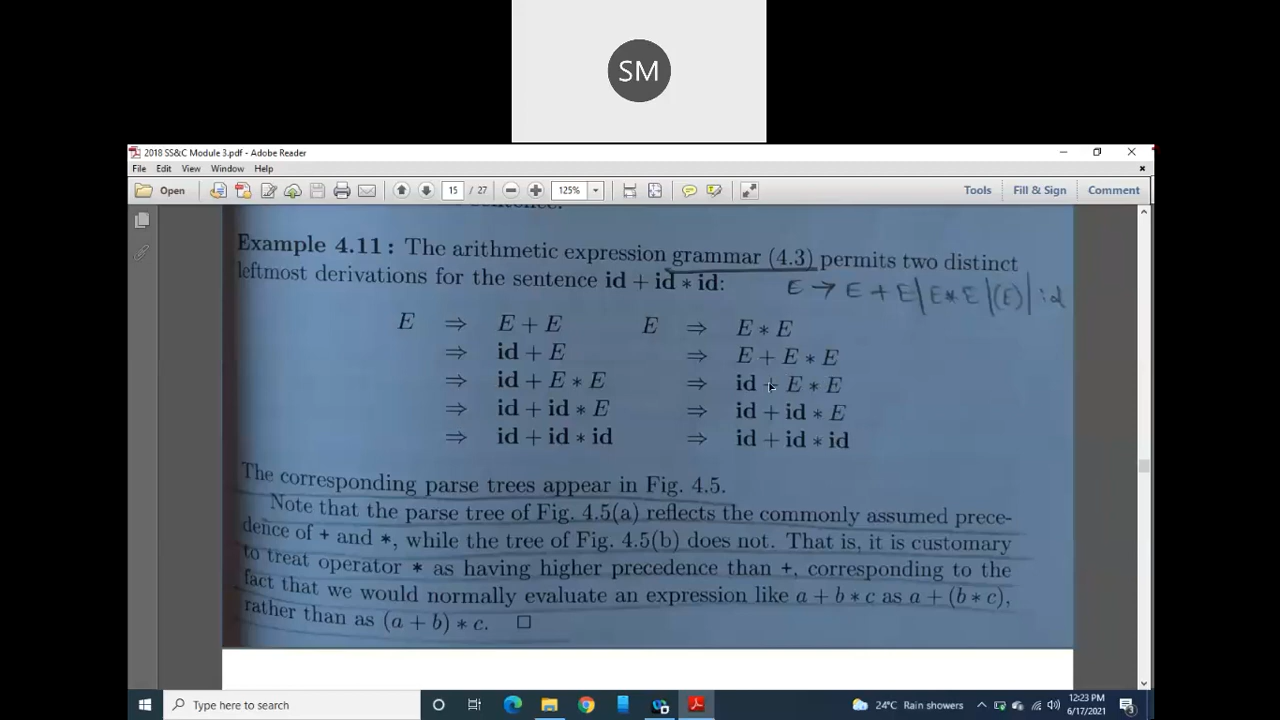 SM
2018 SS&C Module 3.pdf - Adobe Reader
File Edit View Window Help
Open 15 / 27 125% Tools Fill & Sign Comment
sentence.
Example 4.11 : The arithmetic expression grammar (4.3) permits two distinct
leftmost derivations for the sentence id + id * id:
E → E + E | E * E | (E) | id
E ⇒ E + E E ⇒ E * E
⇒ id + E ⇒ E + E * E
⇒ id + E * E ⇒ id + E * E
⇒ id + id * E ⇒ id + id * E
⇒ id + id * id ⇒ id + id * id
The corresponding parse trees appear in Fig. 4.5.
Note that the parse tree of Fig. 4.5(a) reflects the commonly assumed prece-
dence of + and *, while the tree of Fig. 4.5(b) does not. That is, it is customary
to treat operator * as having higher precedence than +, corresponding to the
fact that we would normally evaluate an expression like a + b * c as a + (b * c),
rather than as (a + b) * c. □
Type here to search 24°C Rain showers 12:23 PM
6/17/2021
3